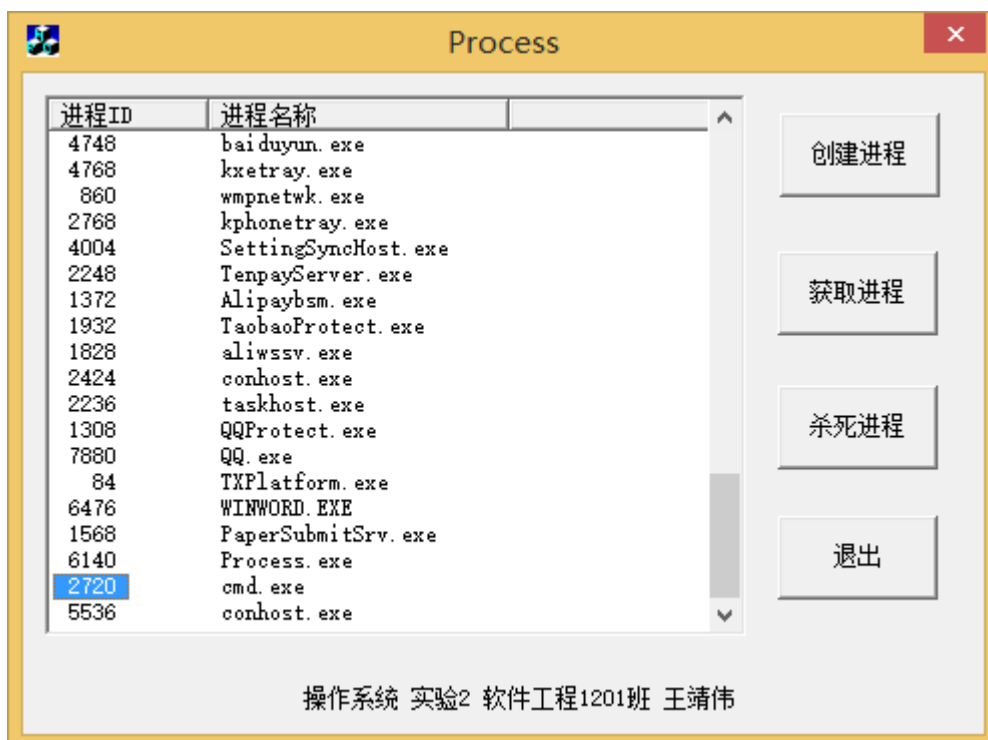 Process
进程ID 进程名称
4748 baiduyun.exe
4768 kxetray.exe
860 wmpnetwk.exe
2768 kphonetray.exe
4004 SettingSyncHost.exe
2248 TenpayServer.exe
1372 Alipaybsm.exe
1932 TaobaoProtect.exe
1828 aliwssv.exe
2424 conhost.exe
2236 taskhost.exe
1308 QQProtect.exe
7880 QQ.exe
84 TXPlatform.exe
6476 WINWORD.EXE
1568 PaperSubmitSrv.exe
6140 Process.exe
2720 cmd.exe
5536 conhost.exe
创建进程
获取进程
杀死进程
退出
操作系统 实验2 软件工程1201班 王靖伟